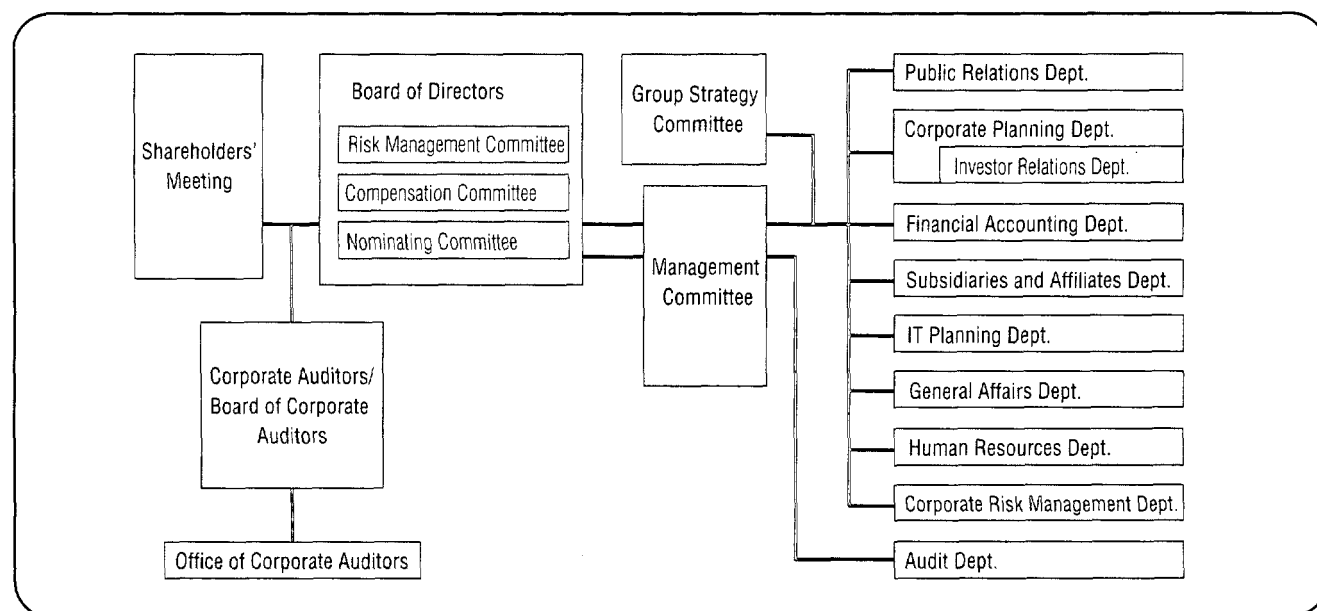 Shareholders'
Meeting
Board of Directors
Risk Management Committee
Compensation Committee
Nominating Committee
Corporate Auditors/
Board of Corporate
Auditors
Office of Corporate Auditors
Group Strategy
Committee
Management
Committee
Public Relations Dept.
Corporate Planning Dept.
Investor Relations Dept.
Financial Accounting Dept.
Subsidiaries and Affiliates Dept.
IT Planning Dept.
General Affairs Dept.
Human Resources Dept.
Corporate Risk Management Dept.
Audit Dept.